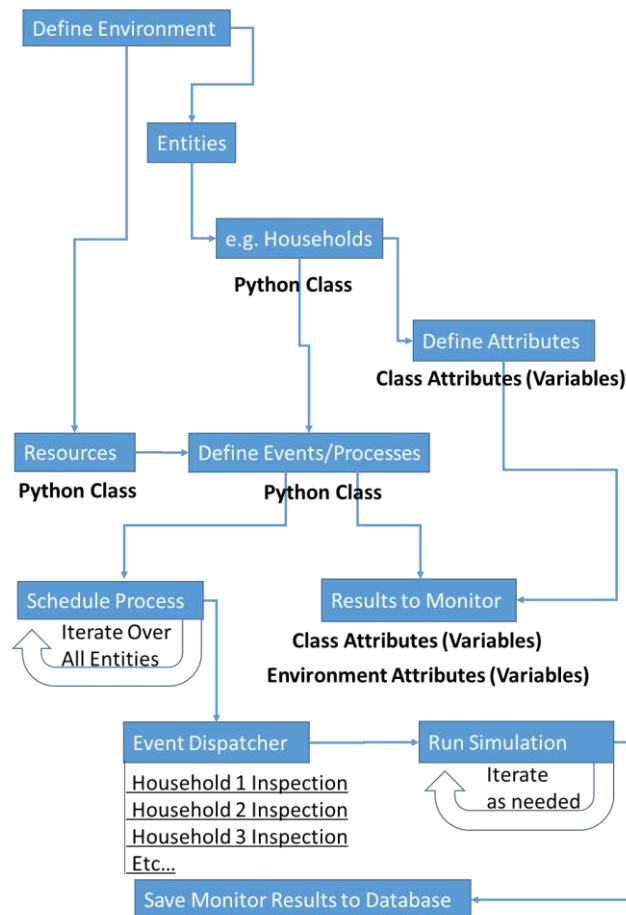 Define Environment
Entities
e.g. Households
Python Class
Define Attributes
Class Attributes (Variables)
Resources
Python Class
Define Events/Processes
Python Class
Schedule Process
Iterate Over
All Entities
Results to Monitor
Class Attributes (Variables)
Environment Attributes (Variables)
Event Dispatcher
Household 1 Inspection
Household 2 Inspection
Household 3 Inspection
Etc...
Run Simulation
Iterate
as needed
Save Monitor Results to Database